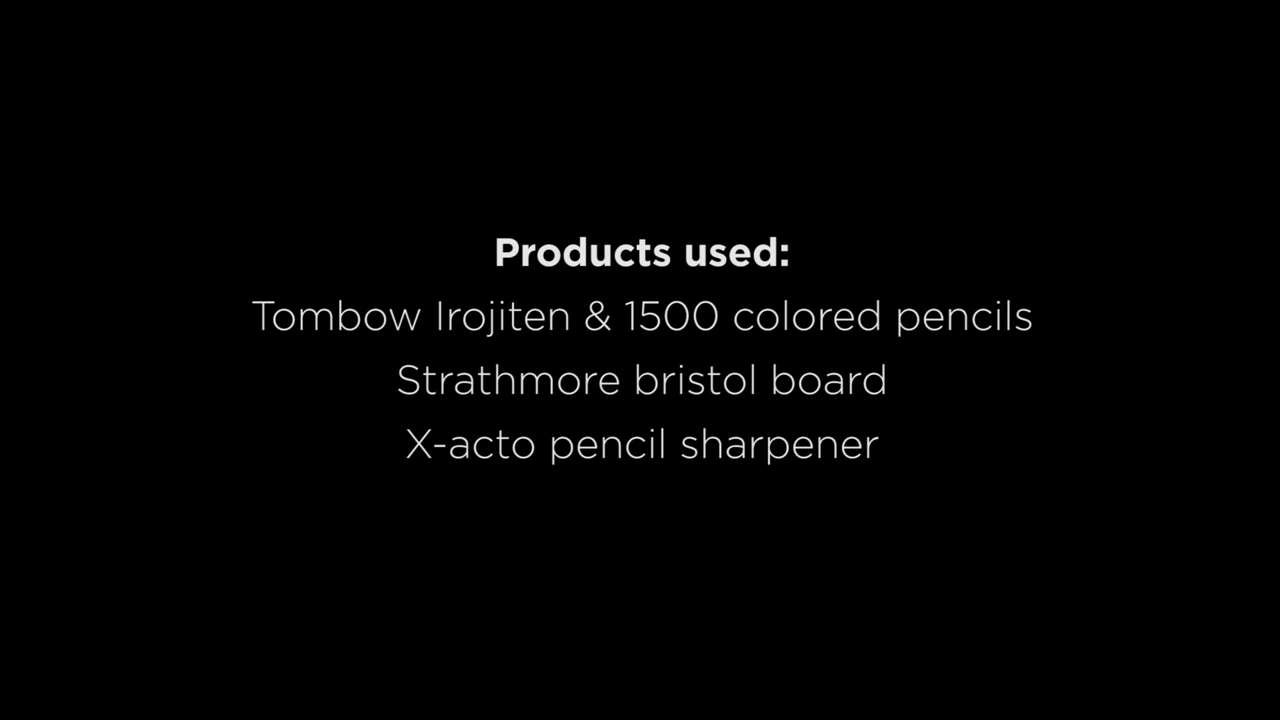 Products used:
Tombow Irojiten & 1500 colored pencils
Strathmore bristol board
X-acto pencil sharpener